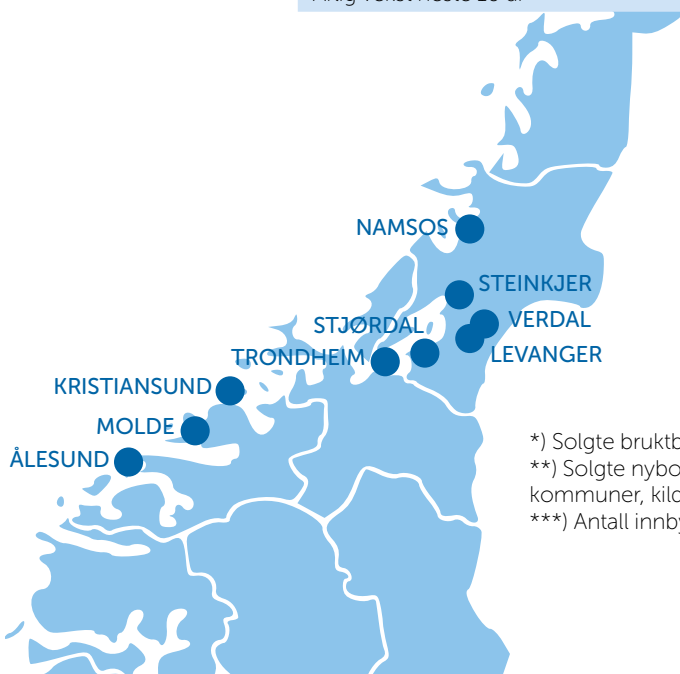 NAMSOS
STEINKJER
STJØRDAL
VERDAL
TRONDHEIM
LEVANGER
KRISTIANSUND
MOLDE
ÅLESUND
*) Solgte
**) Solgte
kommuner,
***) Antall